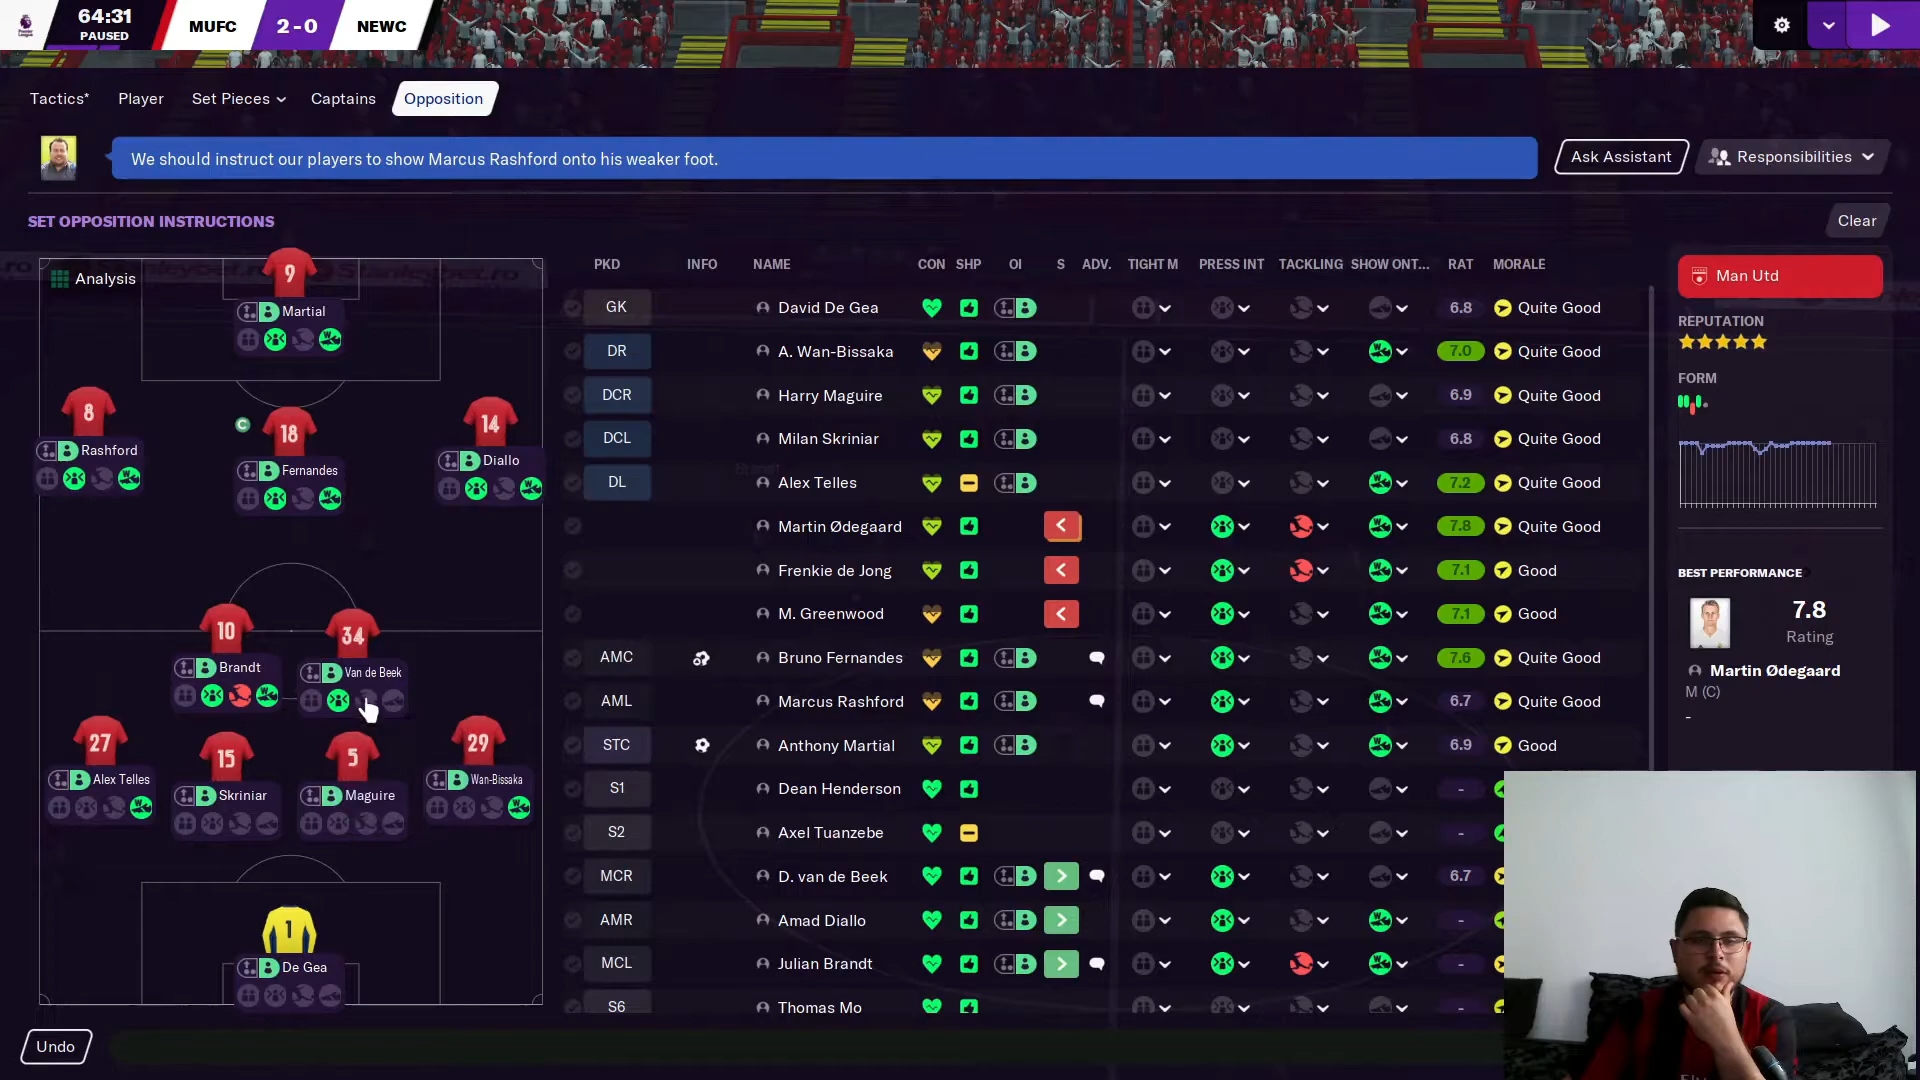 64:31
PAUSED
MUFC 2 - 0 NEWC
Tactics* Player Set Pieces Captains Opposition
We should instruct our players to show Marcus Rashford onto his weaker foot.
Ask Assistant Responsibilities
SET OPPOSITION INSTRUCTIONS
Clear
Analysis
9
Martial
8
Rashford
C
18
Fernandes
14
Diallo
10
Brandt
34
Van de Beek
27
Alex Telles
15
Skriniar
5
Maguire
29
Wan-Bissaka
1
De Gea
PKD INFO NAME CON SHP OI S ADV. TIGHT M PRESS INT TACKLING SHOW ONT... RAT MORALE
GK David De Gea 6.8 Quite Good
DR A. Wan-Bissaka 7.0 Quite Good
DCR Harry Maguire 6.9 Quite Good
DCL Milan Skriniar 6.8 Quite Good
DL Alex Telles 7.2 Quite Good
Martin Ødegaard 7.8 Quite Good
Frenkie de Jong 7.1 Good
M. Greenwood 7.1 Good
AMC Bruno Fernandes 7.6 Quite Good
AML Marcus Rashford 6.7 Quite Good
STC Anthony Martial 6.9 Good
S1 Dean Henderson -
S2 Axel Tuanzebe -
MCR D. van de Beek 6.7
AMR Amad Diallo -
MCL Julian Brandt -
S6 Thomas Mo -
Man Utd
REPUTATION
FORM
BEST PERFORMANCE
7.8
Rating
Martin Ødegaard
M (C)
-
Undo